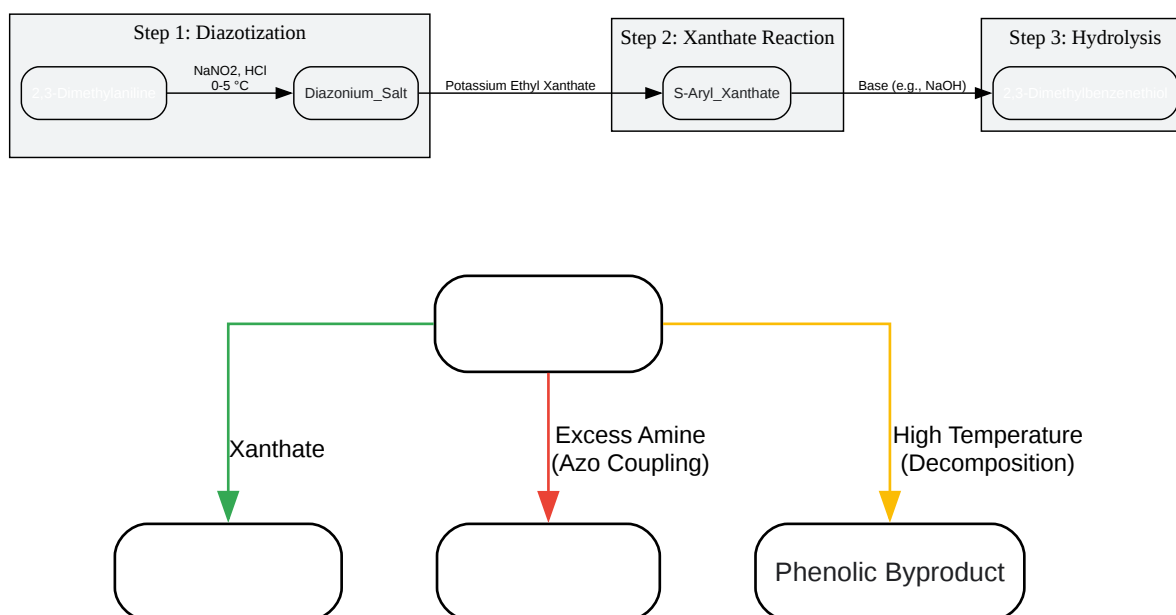 Step 1: Diazotization
Step 2: Xanthate Reaction
Step 3: Hydrolysis
2,3-Dimethylaniline
NaNO2, HCl
0-5 °C
Diazonium_Salt
Potassium Ethyl Xanthate
S-Aryl_Xanthate
Base (e.g., NaOH)
2,3-Dimethylbenzenethiol
Xanthate
Excess Amine
(Azo Coupling)
High Temperature
(Decomposition)
Phenolic Byproduct